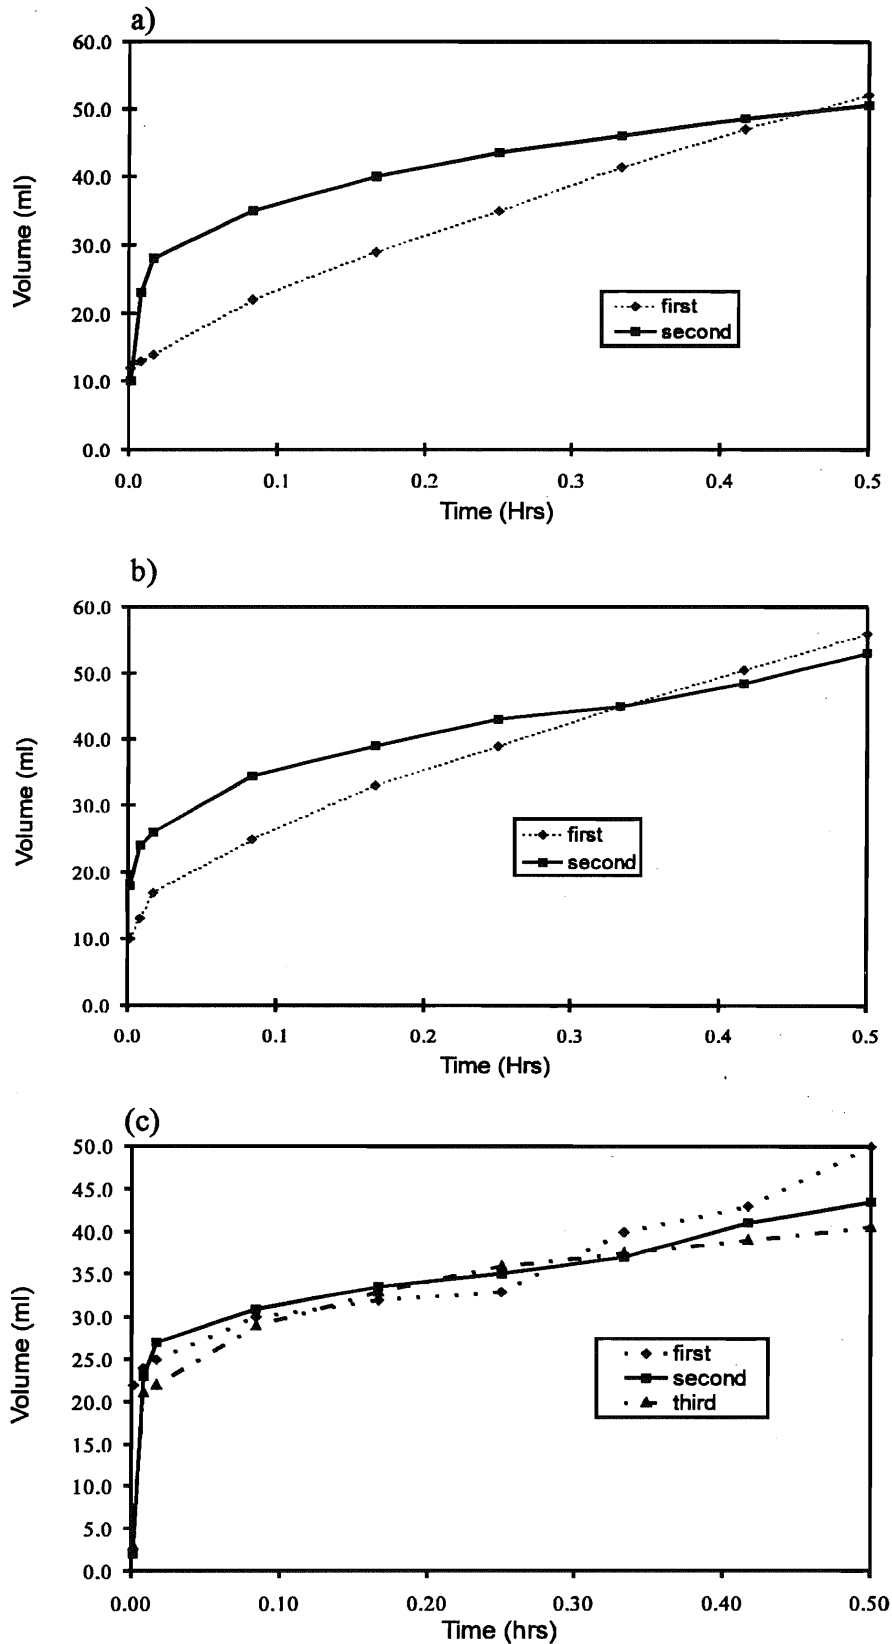 a)
60.0
50.0
40.0
30.0
20.0
10.0
0.0
Volume (ml)
first
second
0.0 0.1 0.2 0.3 0.4 0.5
Time (Hrs)
b)
60.0
50.0
40.0
30.0
20.0
10.0
0.0
Volume (ml)
first
second
0.0 0.1 0.2 0.3 0.4 0.5
Time (Hrs)
(c)
50.0
45.0
40.0
35.0
30.0
25.0
20.0
15.0
10.0
5.0
0.0
Volume (ml)
first
second
third
0.00 0.10 0.20 0.30 0.40 0.50
Time (hrs)